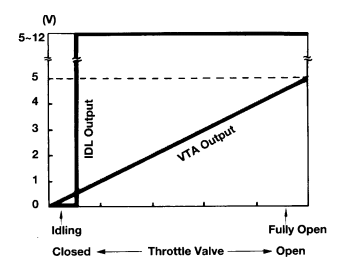 (V)
5~12
5
4
3
2
1
0
IDL Output
VTA Output
Idling
Fully Open
Closed
Throttle Valve
Open